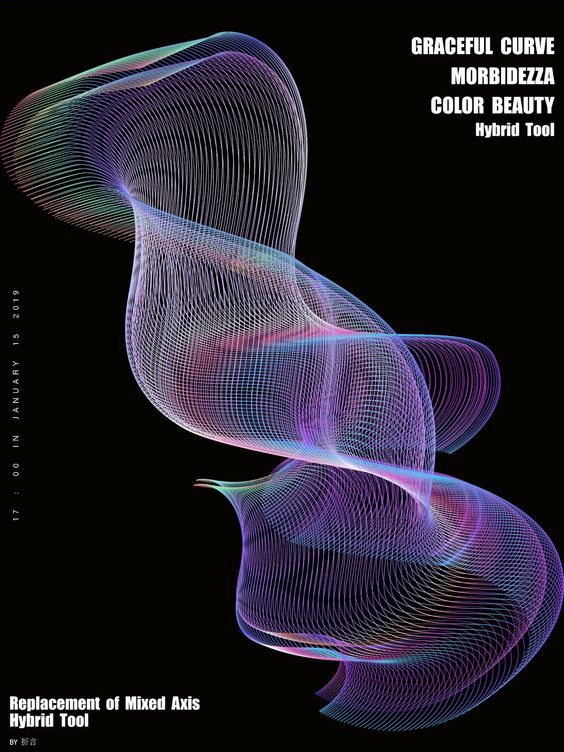 GRACEFUL CURVE
MORBIDEZZA
COLOR BEAUTY
Hybrid Tool
17 : 00 IN JANUARY 15 2019
Replacement of Mixed Axis
Hybrid Tool
BY 折言